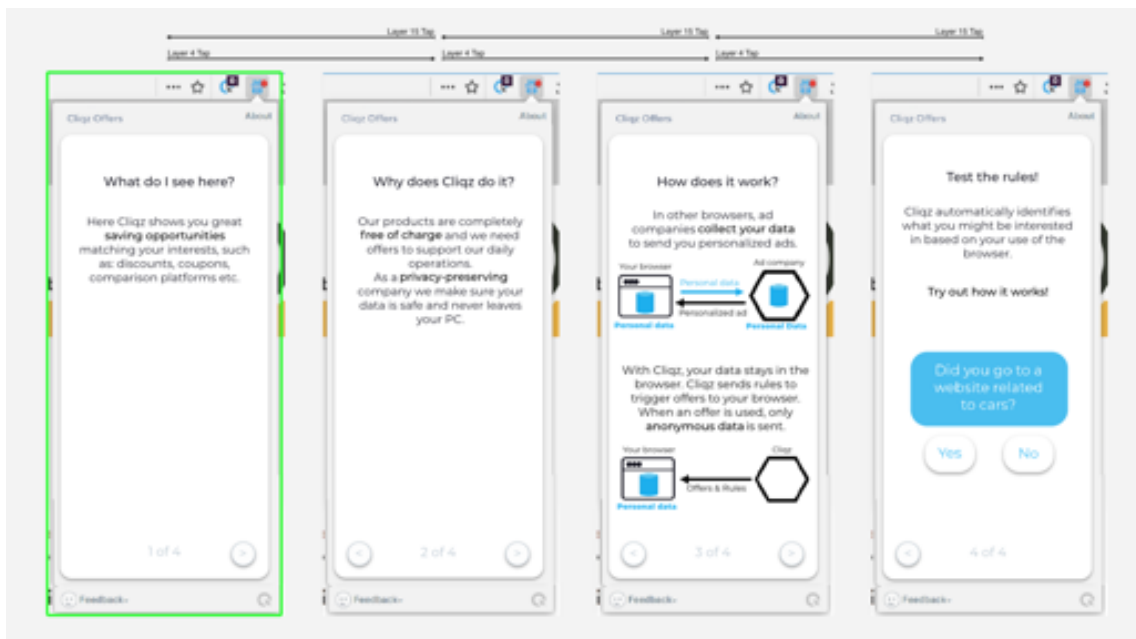 Layer 15 Tap
Layer 15 Tap
Layer 15 Tap
Layer 4 Tap
Layer 4 Tap
Layer 4 Tap
Cliqz Offers
About
What do I see here?
Here Cliqz shows you great
saving opportunities
matching your interests, such
as: discounts, coupons,
comparison platforms etc.
1 of 4
>
Feedback
Cliqz Offers
About
Why does Cliqz do it?
Our products are completely
free of charge and we need
offers to support our daily
operations.
As a privacy-preserving
company we make sure your
data is safe and never leaves
your PC.
<
2 of 4
>
Feedback
Cliqz Offers
About
How does it work?
In other browsers, ad
companies collect your data
to send you personalized ads.
Your browser
Ad company
Personal data
Personalized ad
Personal data
Personal Data
With Cliqz, your data stays in the
browser. Cliqz sends rules to
trigger offers to your browser.
When an offer is used, only
anonymous data is sent.
Your browser
Cliqz
Offers & Rules
Personal data
<
3 of 4
>
Feedback
Cliqz Offers
About
Test the rules!
Cliqz automatically identifies
what you might be interested
in based on your use of the
browser.
Try out how it works!
Did you go to a
website related
to cars?
Yes
No
<
4 of 4
Feedback